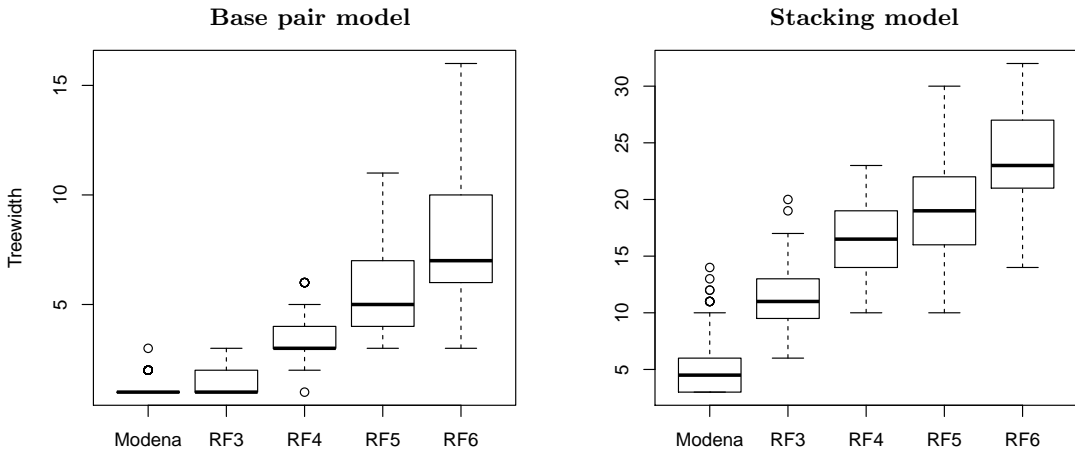 Base pair model
Treewidth
15
10
5
Modena RF3 RF4 RF5 RF6
Stacking model
30
25
20
15
10
5
Modena RF3 RF4 RF5 RF6